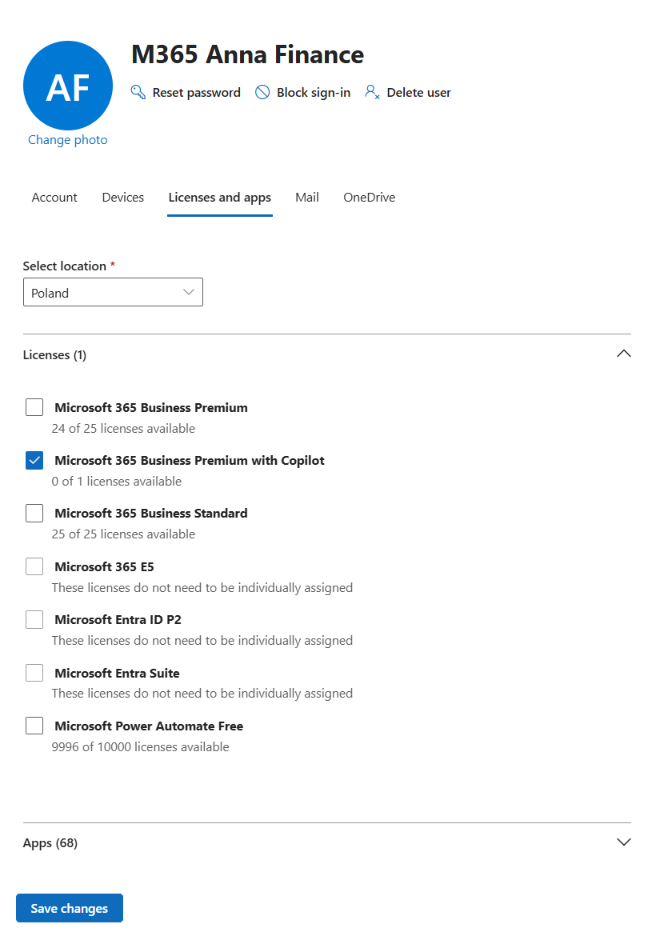 AF
M365 Anna Finance
Reset password Block sign-in Delete user
Change photo
Account Devices Licenses and apps Mail OneDrive
Select location *
Poland
Licenses (1)
Microsoft 365 Business Premium
24 of 25 licenses available
Microsoft 365 Business Premium with Copilot
0 of 1 licenses available
Microsoft 365 Business Standard
25 of 25 licenses available
Microsoft 365 E5
These licenses do not need to be individually assigned
Microsoft Entra ID P2
These licenses do not need to be individually assigned
Microsoft Entra Suite
These licenses do not need to be individually assigned
Microsoft Power Automate Free
9996 of 10000 licenses available
Apps (68)
Save changes